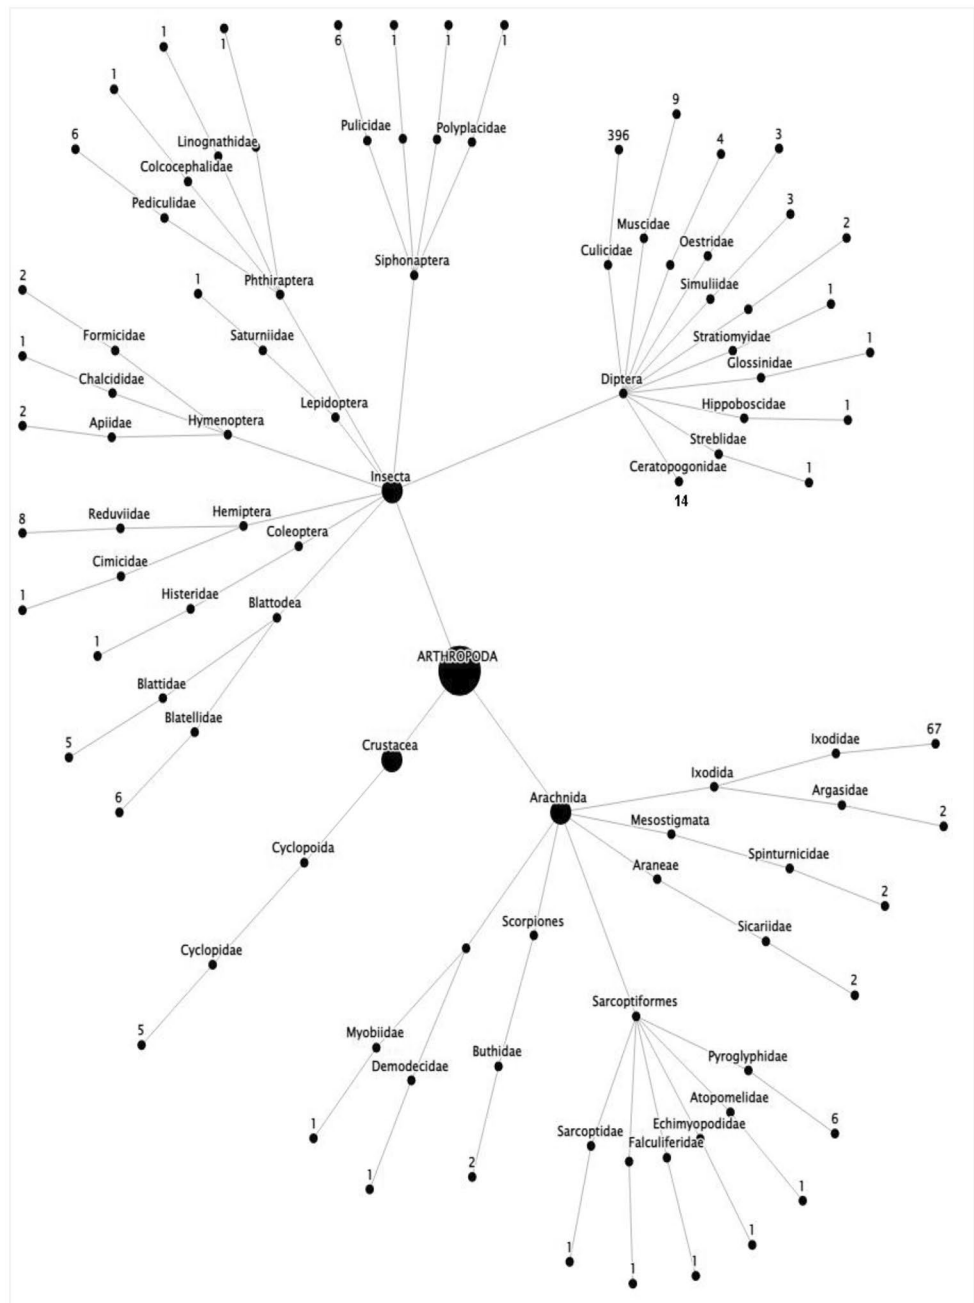 1
1
6
1
1
1
1
6
Linognathidae
Colcocephalidae
Pediculidae
Phthiraptera
Pulicidae
Polyplacidae
Siphonaptera
396
9
4
3
3
2
1
1
1
1
14
Muscidae
Culicidae
Oestridae
Simuliidae
Stratiomyidae
Glossinidae
Diptera
Hippoboscidae
Streblidae
Ceratopogonidae
1
Saturniidae
Lepidoptera
2
Formicidae
1
Chalcididae
2
Apiidae
Hymenoptera
Insecta
8
Reduviidae
Hemiptera
Coleoptera
Cimicidae
1
Histeridae
1
Blattodea
Blattidae
5
Blatellidae
6
ARTHROPODA
Crustacea
Cyclopoida
Cyclopidae
5
Arachnida
Ixodida
Ixodidae
67
Argasidae
2
Mesostigmata
Spinturnicidae
2
Araneae
Sicariidae
2
Scorpiones
Buthidae
2
Myobiidae
1
Demodecidae
1
Sarcoptiformes
Pyroglyphidae
6
Atopomelidae
1
Echimyopodidae
1
Sarcoptidae
Falculiferidae
1
1
1